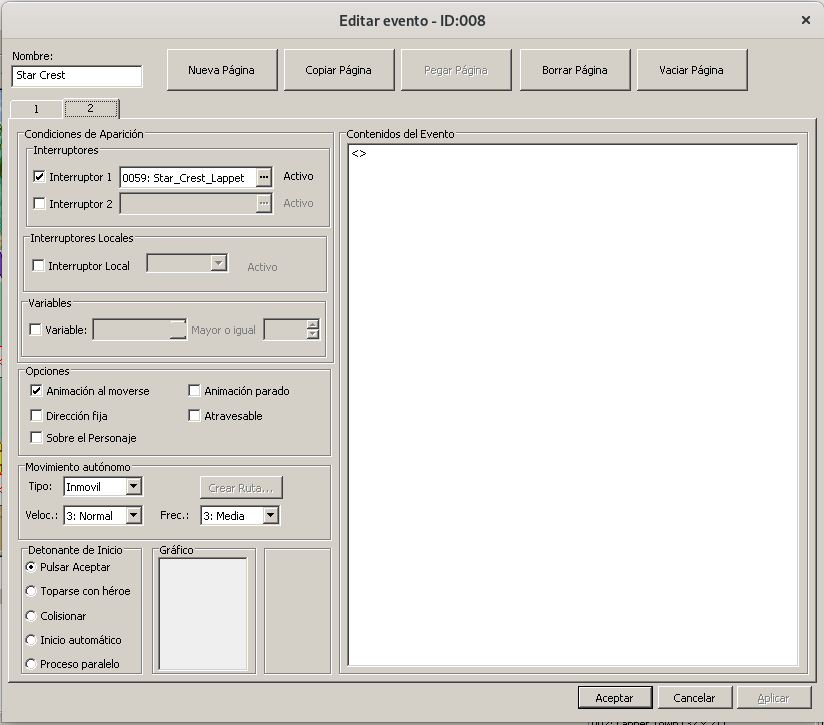 Editar evento - ID:008
Nombre:
Star Crest
Nueva Página
Copiar Página
Pegar Página
Borrar Página
Vaciar Página
1
2
Condiciones de Aparición
Interruptores
Interruptor 1 0059: Star_Crest_Lappet ... Activo
Interruptor 2 ... Activo
Interruptores Locales
Interruptor Local Activo
Variables
Variable: Mayor o igual
Opciones
Animación al moverse Animación parado
Dirección fija Atravesable
Sobre el Personaje
Movimiento autónomo
Tipo: Inmovil Crear Ruta...
Veloc.: 3: Normal Frec.: 3: Media
Detonante de Inicio
Pulsar Aceptar
Toparse con héroe
Colisionar
Inicio automático
Proceso paralelo
Gráfico
Contenidos del Evento
<>
Aceptar
Cancelar
Aplicar